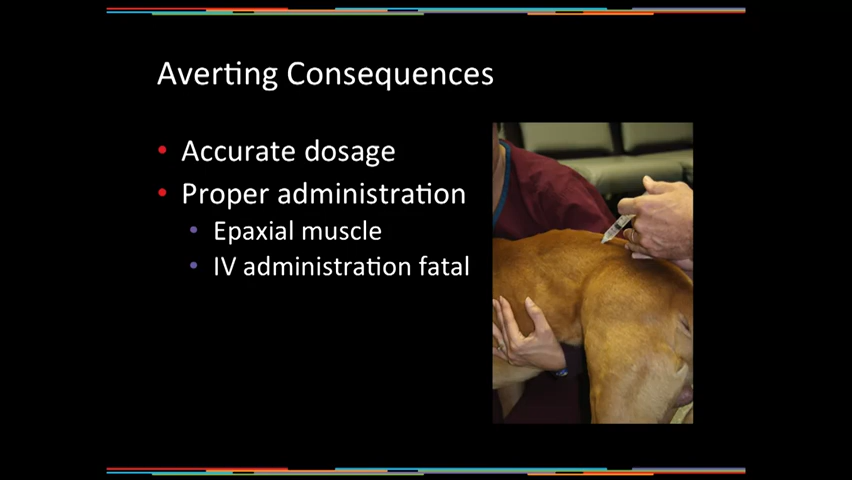 Averting Consequences
• Accurate dosage
• Proper administration
• Epaxial muscle
• IV administration fatal